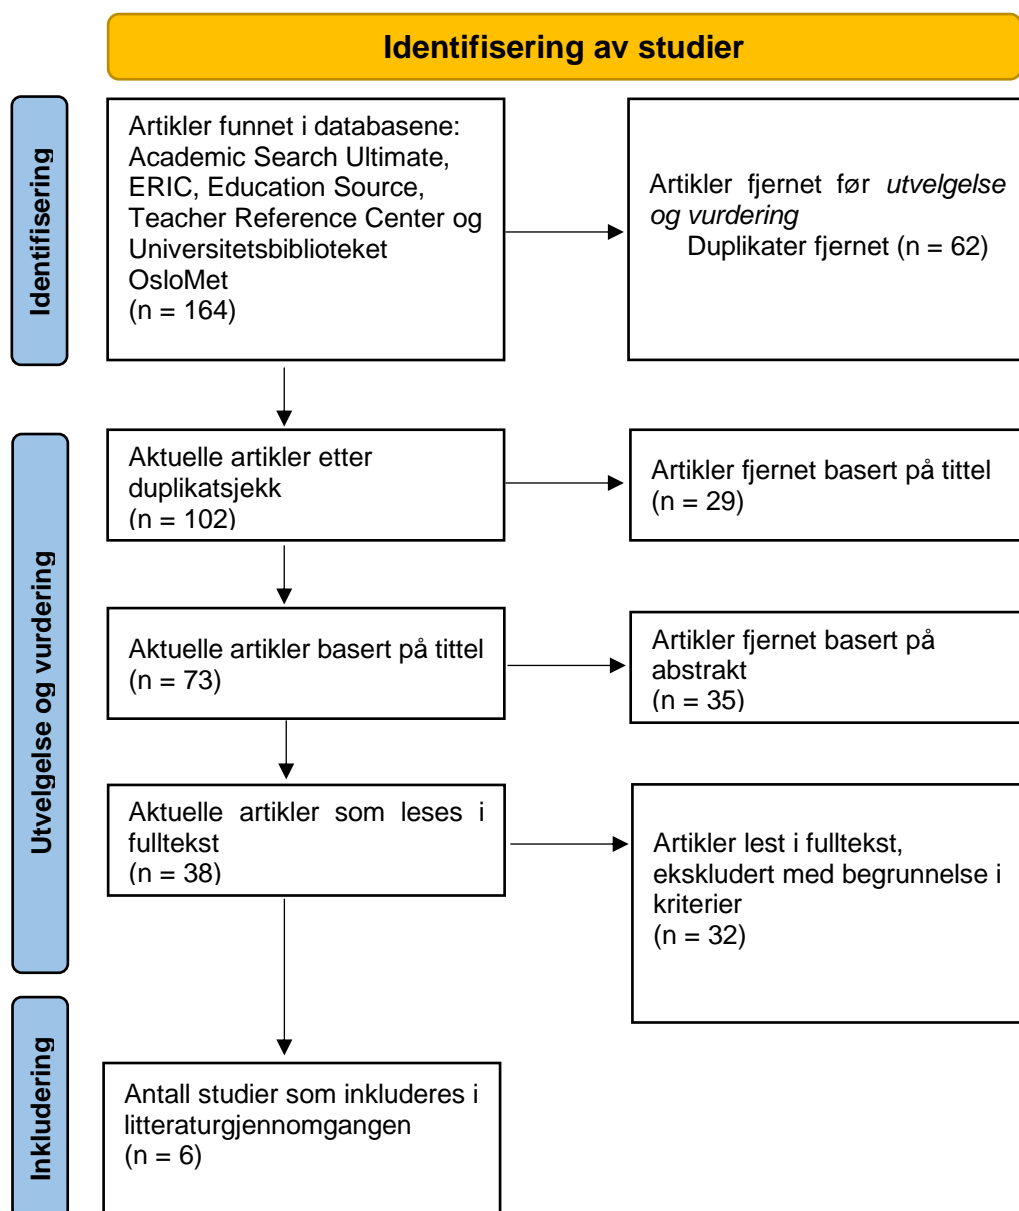 Identifisering av studier
Identifisering
Artikler funnet i databasene:
Academic Search Ultimate,
ERIC, Education Source,
Teacher Reference Center og
Universitetsbiblioteket
OsloMet
(n = 164)
Artikler fjernet før utvelgelse
og vurdering
Duplikater fjernet (n = 62)
Utvelgelse og vurdering
Aktuelle artikler etter
duplikatsjekk
(n = 102)
Artikler fjernet basert på tittel
(n = 29)
Aktuelle artikler basert på tittel
(n = 73)
Artikler fjernet basert på
abstrakt
(n = 35)
Aktuelle artikler som leses i
fulltekst
(n = 38)
Artikler lest i fulltekst,
ekskludert med begrunnelse i
kriterier
(n = 32)
Inkludering
Antall studier som inkluderes i
litteraturgjennomgangen
(n = 6)